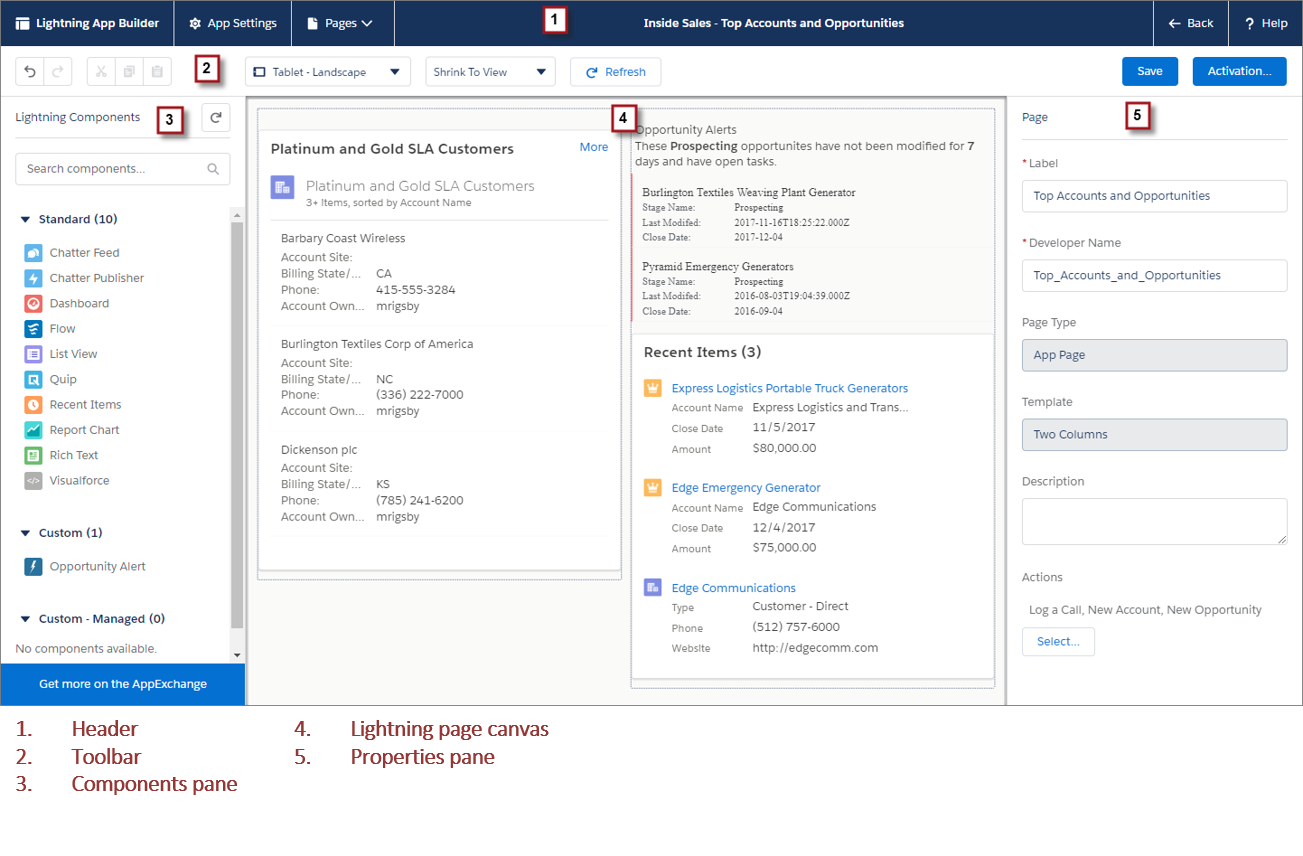 Lightning App Builder
App Settings
Pages
1
Inside Sales - Top Accounts and Opportunities
Back
? Help
2
Tablet - Landscape
Shrink To View
Refresh
Save
Activation...
Lightning Components
3
Search components...
Standard (10)
Chatter Feed
Chatter Publisher
Dashboard
Flow
List View
Quip
Recent Items
Report Chart
Rich Text
Visualforce
Custom (1)
Opportunity Alert
Custom - Managed (0)
No components available.
Get more on the AppExchange
Platinum and Gold SLA Customers
More
Platinum and Gold SLA Customers
3+ Items, sorted by Account Name
Barbary Coast Wireless
Account Site:
Billing State/... CA
Phone: 415-555-3284
Account Own... mrigsby
Burlington Textiles Corp of America
Account Site:
Billing State/... NC
Phone: (336) 222-7000
Account Own... mrigsby
Dickenson plc
Account Site:
Billing State/... KS
Phone: (785) 241-6200
Account Own... mrigsby
4
Opportunity Alerts
These Prospecting opportunites have not been modified for 7
days and have open tasks.
Burlington Textiles Weaving Plant Generator
Stage Name: Prospecting
Last Modifed: 2017-11-16T18:25:22.000Z
Close Date: 2017-12-04
Pyramid Emergency Generators
Stage Name: Prospecting
Last Modifed: 2016-08-03T19:04:39.000Z
Close Date: 2016-09-04
Recent Items (3)
Express Logistics Portable Truck Generators
Account Name Express Logistics and Trans...
Close Date 11/5/2017
Amount $80,000.00
Edge Emergency Generator
Account Name Edge Communications
Close Date 12/4/2017
Amount $75,000.00
Edge Communications
Type Customer - Direct
Phone (512) 757-6000
Website http://edgecomm.com
Page
5
* Label
Top Accounts and Opportunities
* Developer Name
Top_Accounts_and_Opportunities
Page Type
App Page
Template
Two Columns
Description
Actions
Log a Call, New Account, New Opportunity
Select...
1. Header
2. Toolbar
3. Components pane
4. Lightning page canvas
5. Properties pane